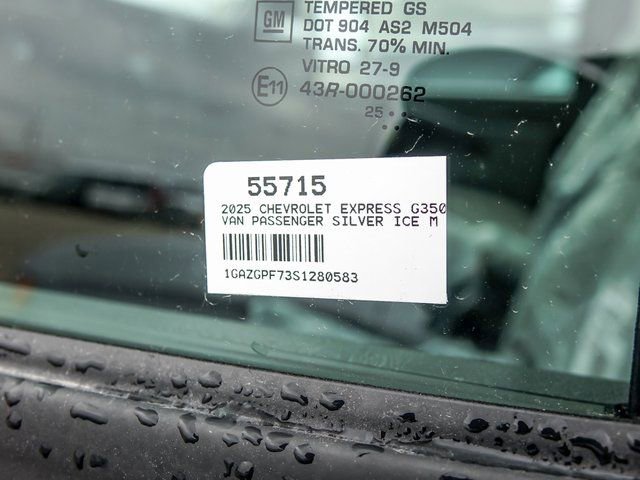 TEMPERED GS
GM
DOT 904 AS2 M504
TRANS. 70% MIN.
VITRO 27-9
E11
43R-000262
25
55715
2025 CHEVROLET EXPRESS G350
VAN PASSENGER SILVER ICE M
1GAZGPF73S1280583